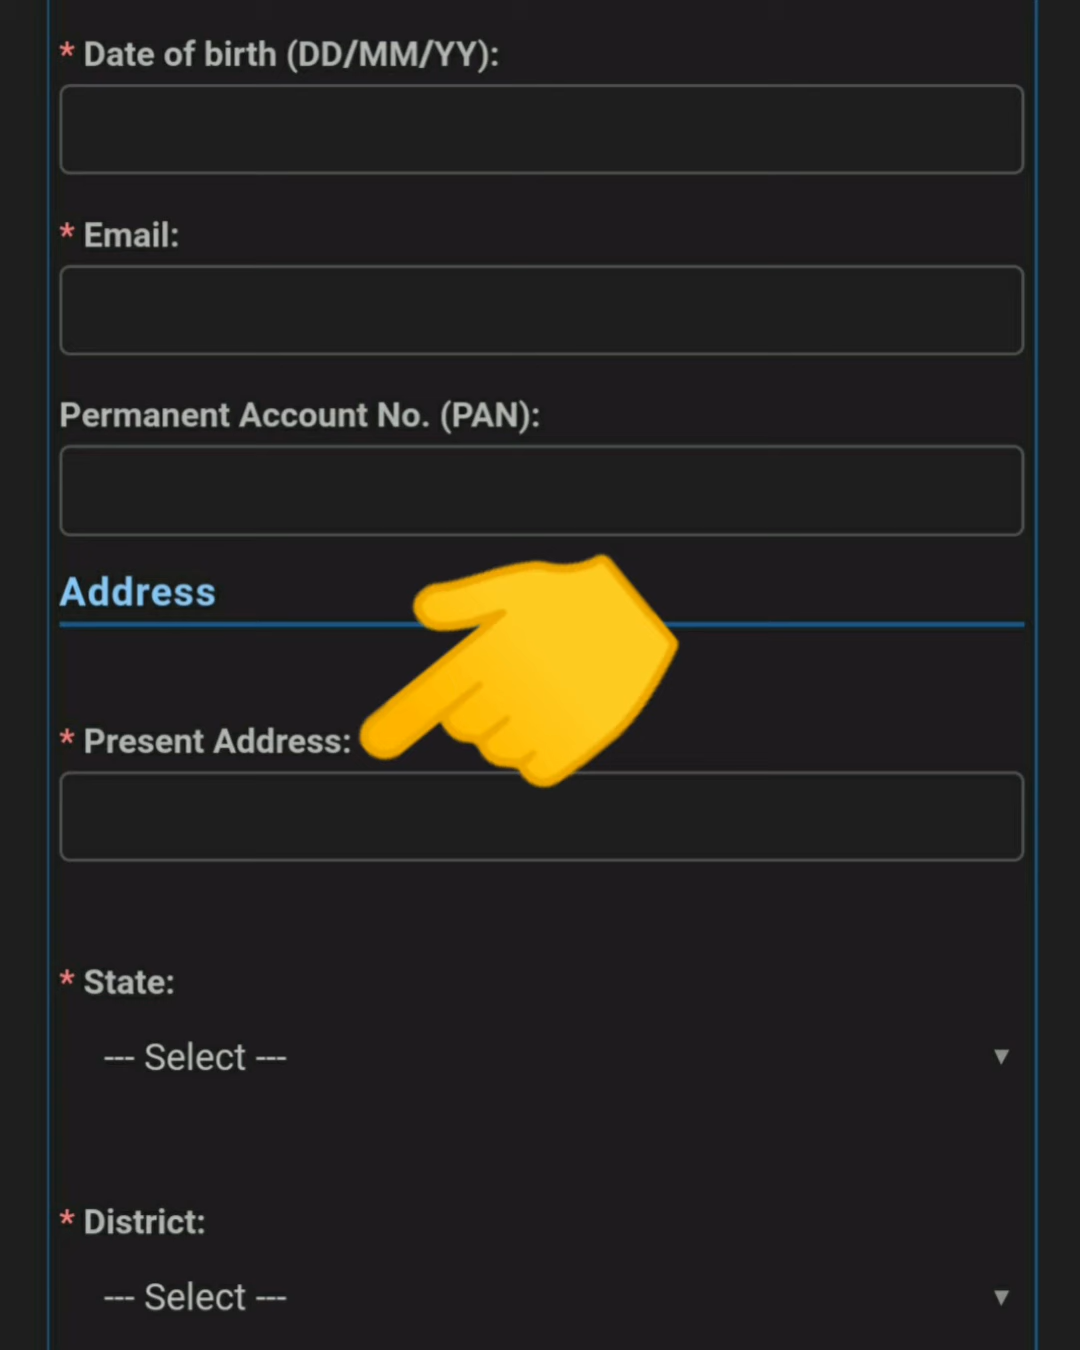 * Date of birth (DD/MM/YY):
* Email:
Permanent Account No. (PAN):
Address
* Present Address:
* State:
--- Select ---
* District:
--- Select ---